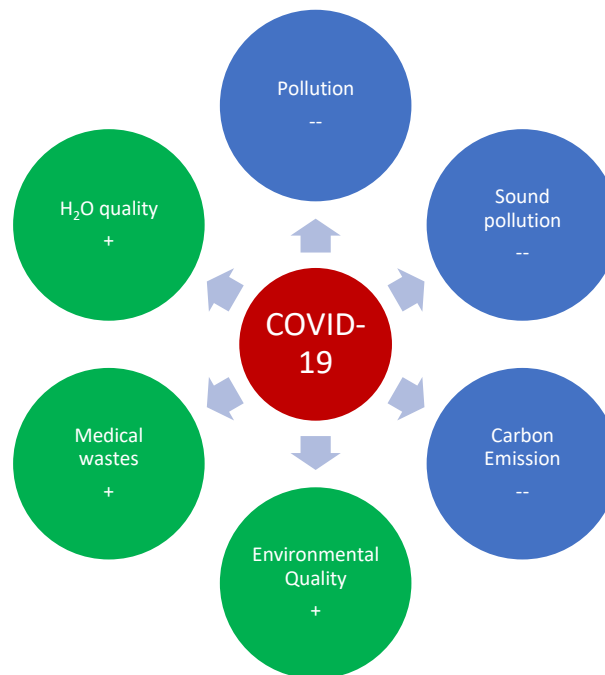 Pollution
--
Sound
pollution
--
Carbon
Emission
--
Environmental
Quality
+
Medical
wastes
+
H₂O quality
+
COVID-
19